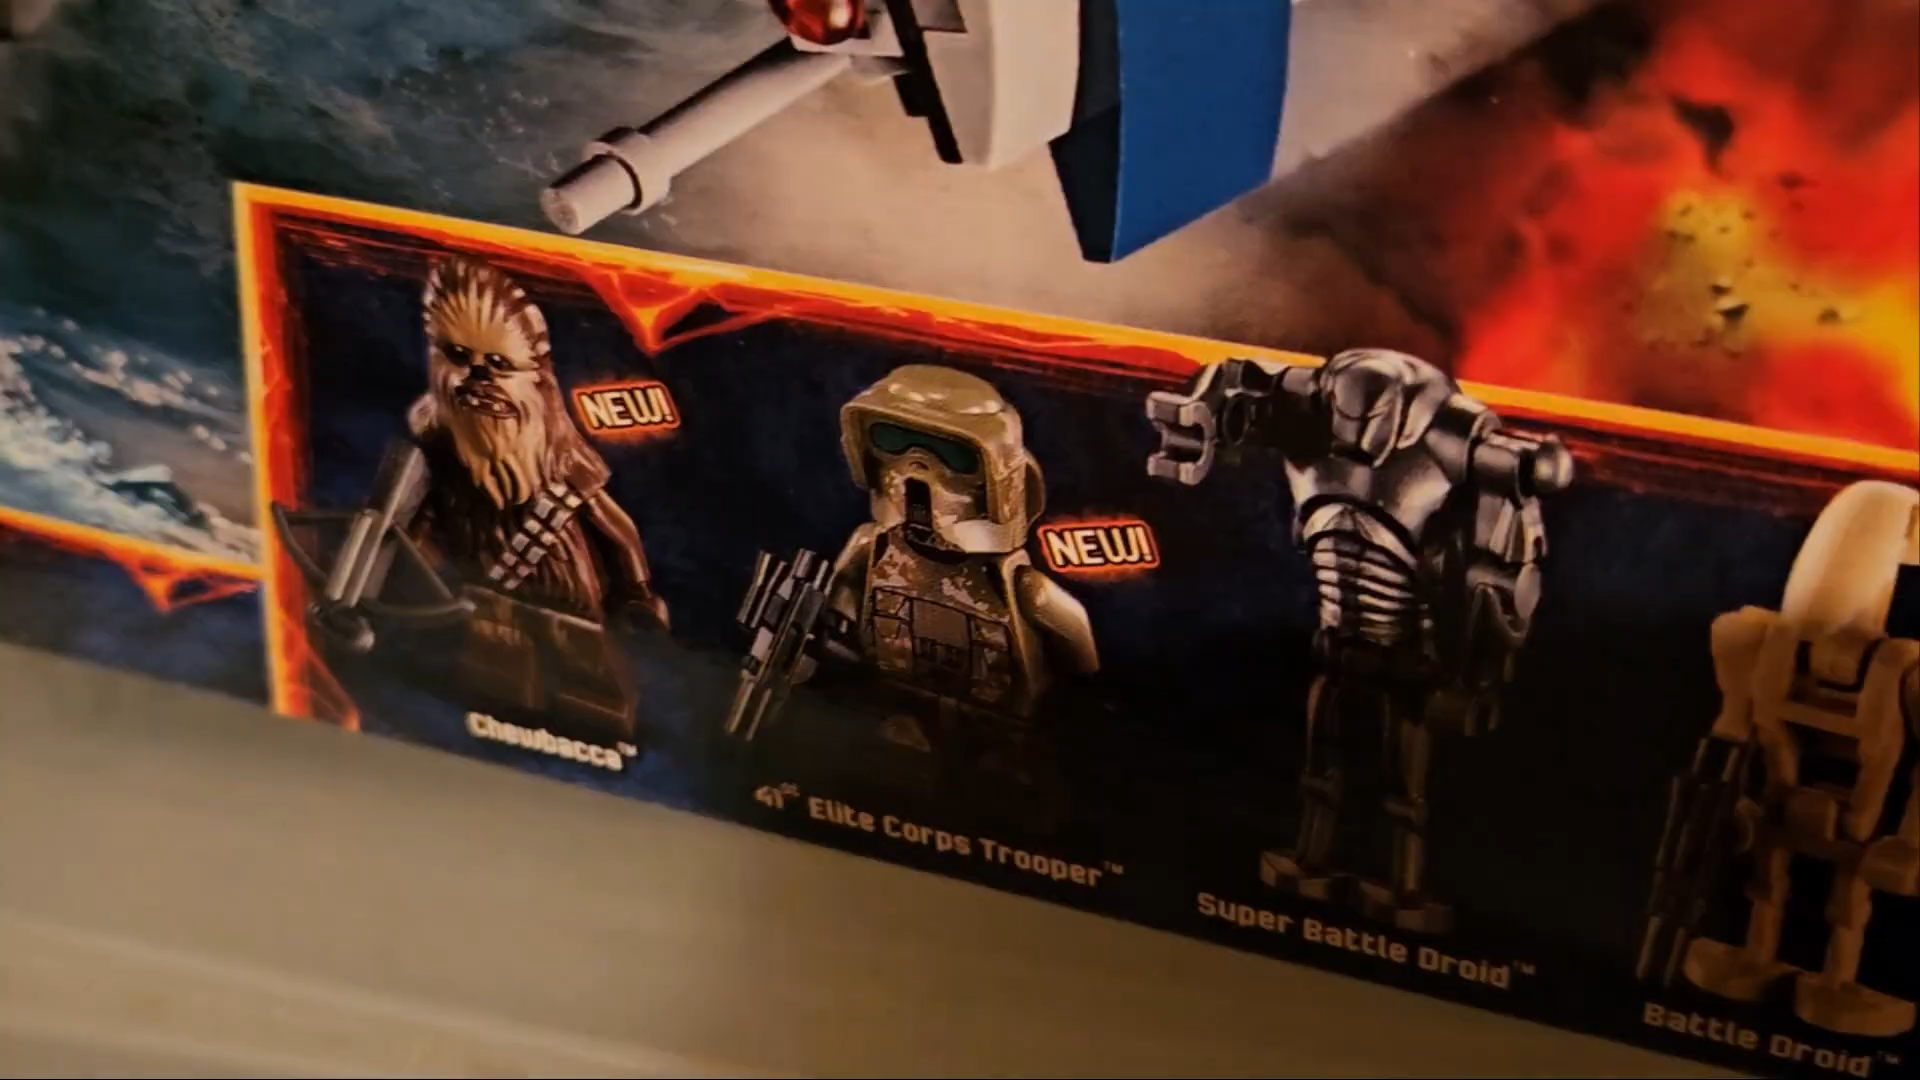 NEW!
NEW!
Chewbacca™
41st Elite Corps Trooper™
Super Battle Droid™
Battle Droid™